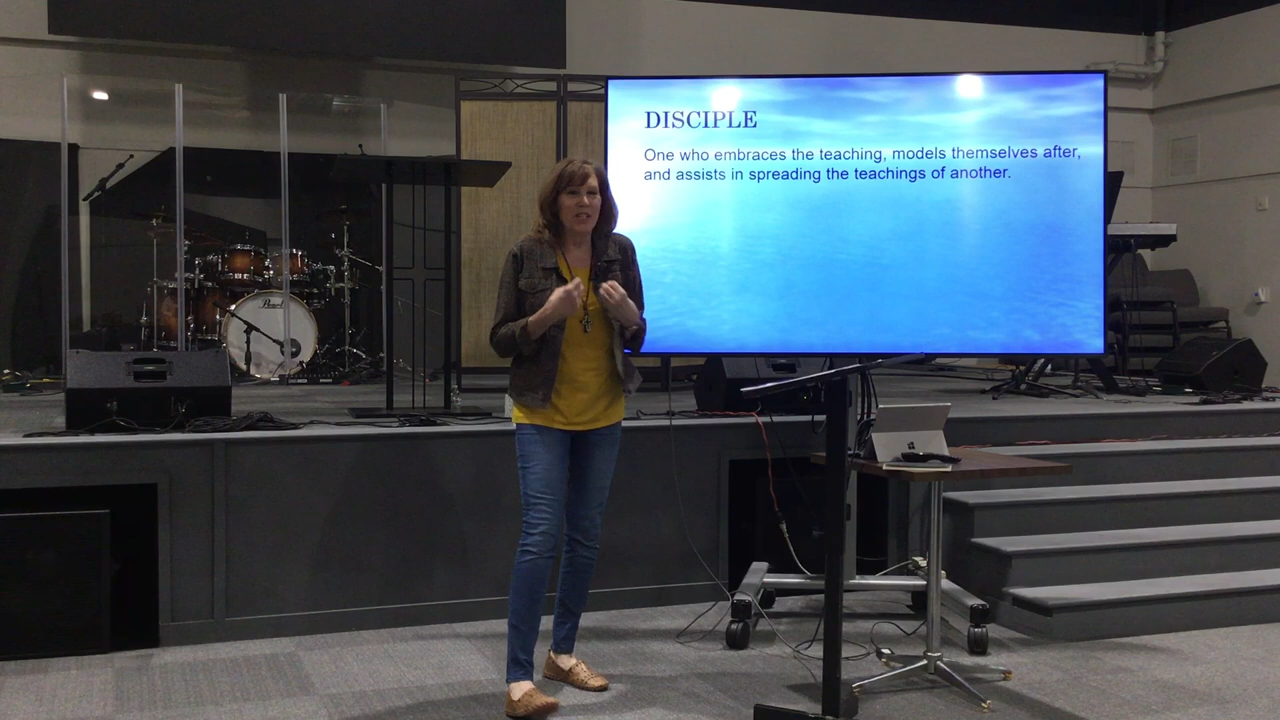 DISCIPLE
One who embraces the teaching, models themselves after,
and assists in spreading the teachings of another.
Pearl